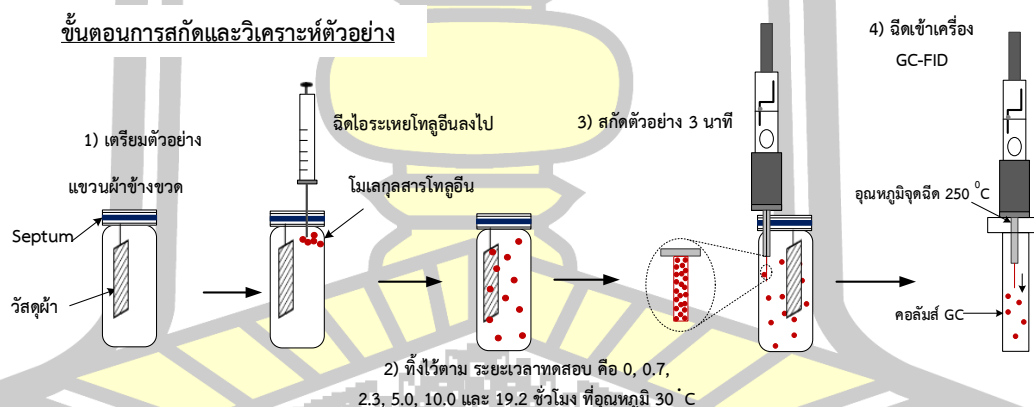 ขั้นตอนการสกัดและวิเคราะห์ตัวอย่าง
1) เตรียมตัวอย่าง
แขวนผ้าข้างขวด
Septum
วัสดุผ้า
ฉีดไอระเหยโทลูอีนลงไป
โมเลกุลสารโทลูอีน
2) ทิ้งไว้ตาม ระยะเวลาทดสอบ คือ 0, 0.7,
2.3, 5.0, 10.0 และ 19.2 ชั่วโมง ที่อุณหภูมิ 30 ˚C
3) สกัดตัวอย่าง 3 นาที
4) ฉีดเข้าเครื่อง
GC-FID
อุณหภูมิจุดฉีด 250 ⁰C
คอลัมส์ GC